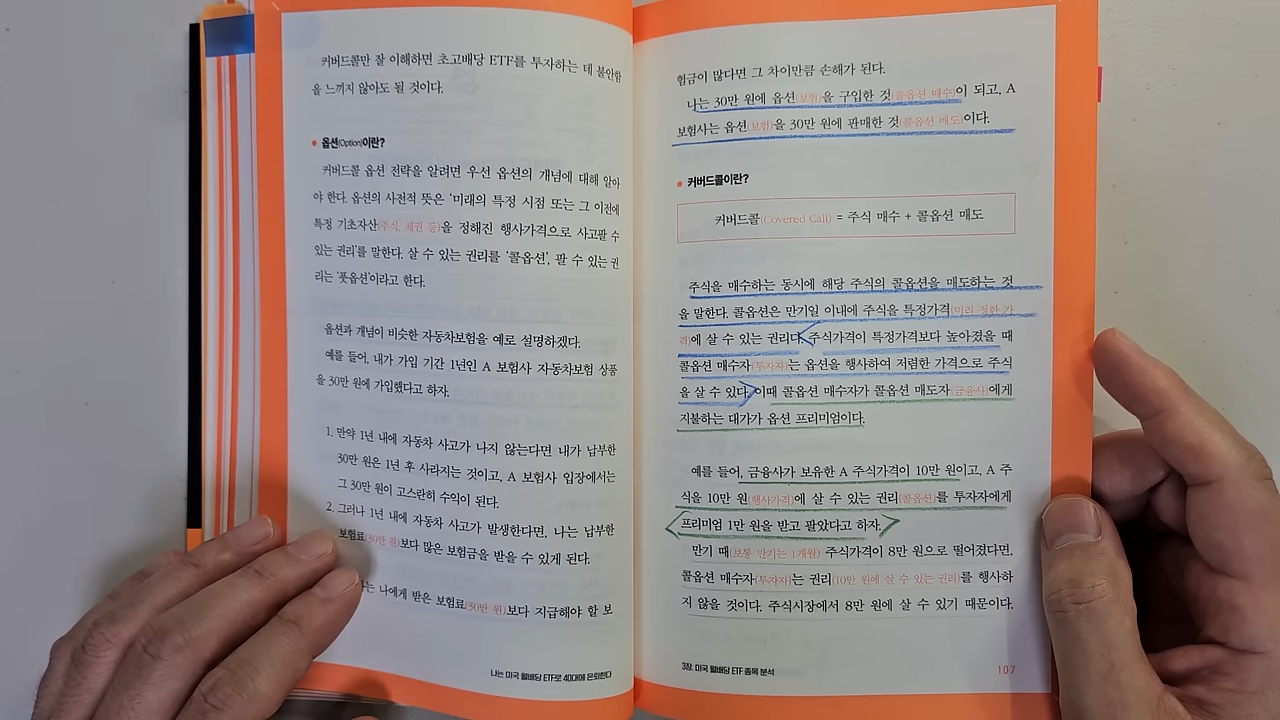 커버드콜만 잘 이해하면 초고배당 ETF를 투자하는 데 불안함
을 느끼지 않아도 될 것이다.
옵션(Option)이란?
커버드콜 옵션 전략을 알려면 우선 옵션의 개념에 대해 알아
야 한다. 옵션의 사전적 뜻은 '미래의 특정 시점 또는 그 이전에
특정 기초자산(주식, 채권 등)을 정해진 행사가격으로 사고팔 수
있는 권리'를 말한다. 살 수 있는 권리를 '콜옵션', 팔 수 있는 권
리는 '풋옵션'이라고 한다.
옵션과 개념이 비슷한 자동차보험을 예로 설명하겠다.
예를 들어, 내가 가입 기간 1년인 A 보험사 자동차보험 상품
을 30만 원에 가입했다고 하자.
1. 만약 1년 내에 자동차 사고가 나지 않는다면 내가 납부한
30만 원은 1년 후 사라지는 것이고, A 보험사 입장에서는
그 30만 원이 고스란히 수익이 된다.
2. 그러나 1년 내에 자동차 사고가 발생한다면, 나는 납부한
보험료(30만 원)보다 많은 보험금을 받을 수 있게 된다.
는 나에게 받은 보험료(30만 원)보다 지급해야 할 보
나는 미국 월배당 ETF로 40대에 은퇴한다
험금이 많다면 그 차이만큼 손해가 된다.
나는 30만 원에 옵션(보험)을 구입한 것(콜옵션 매수)이 되고, A
보험사는 옵션(보험)을 30만 원에 판매한 것(콜옵션 매도)이다.
커버드콜이란?
커버드콜(Covered Call) = 주식 매수 + 콜옵션 매도
주식을 매수하는 동시에 해당 주식의 콜옵션을 매도하는 것
을 말한다. 콜옵션은 만기일 이내에 주식을 특정가격(미리 정한 가
격)에 살 수 있는 권리다. 주식가격이 특정가격보다 높아졌을 때
콜옵션 매수자(투자자)는 옵션을 행사하여 저렴한 가격으로 주식
을 살 수 있다. 이때 콜옵션 매수자가 콜옵션 매도자(금융사)에게
지불하는 대가가 옵션 프리미엄이다.
예를 들어, 금융사가 보유한 A 주식가격이 10만 원이고, A 주
식을 10만 원(행사가격)에 살 수 있는 권리(콜옵션)를 투자자에게
프리미엄 1만 원을 받고 팔았다고 하자.
만기 때(보통 만기는 1개월) 주식가격이 8만 원으로 떨어졌다면,
콜옵션 매수자(투자자)는 권리(10만 원에 살 수 있는 권리)를 행사하
지 않을 것이다. 주식시장에서 8만 원에 살 수 있기 때문이다.
3장. 미국 월배당 ETF 종목 분석
107